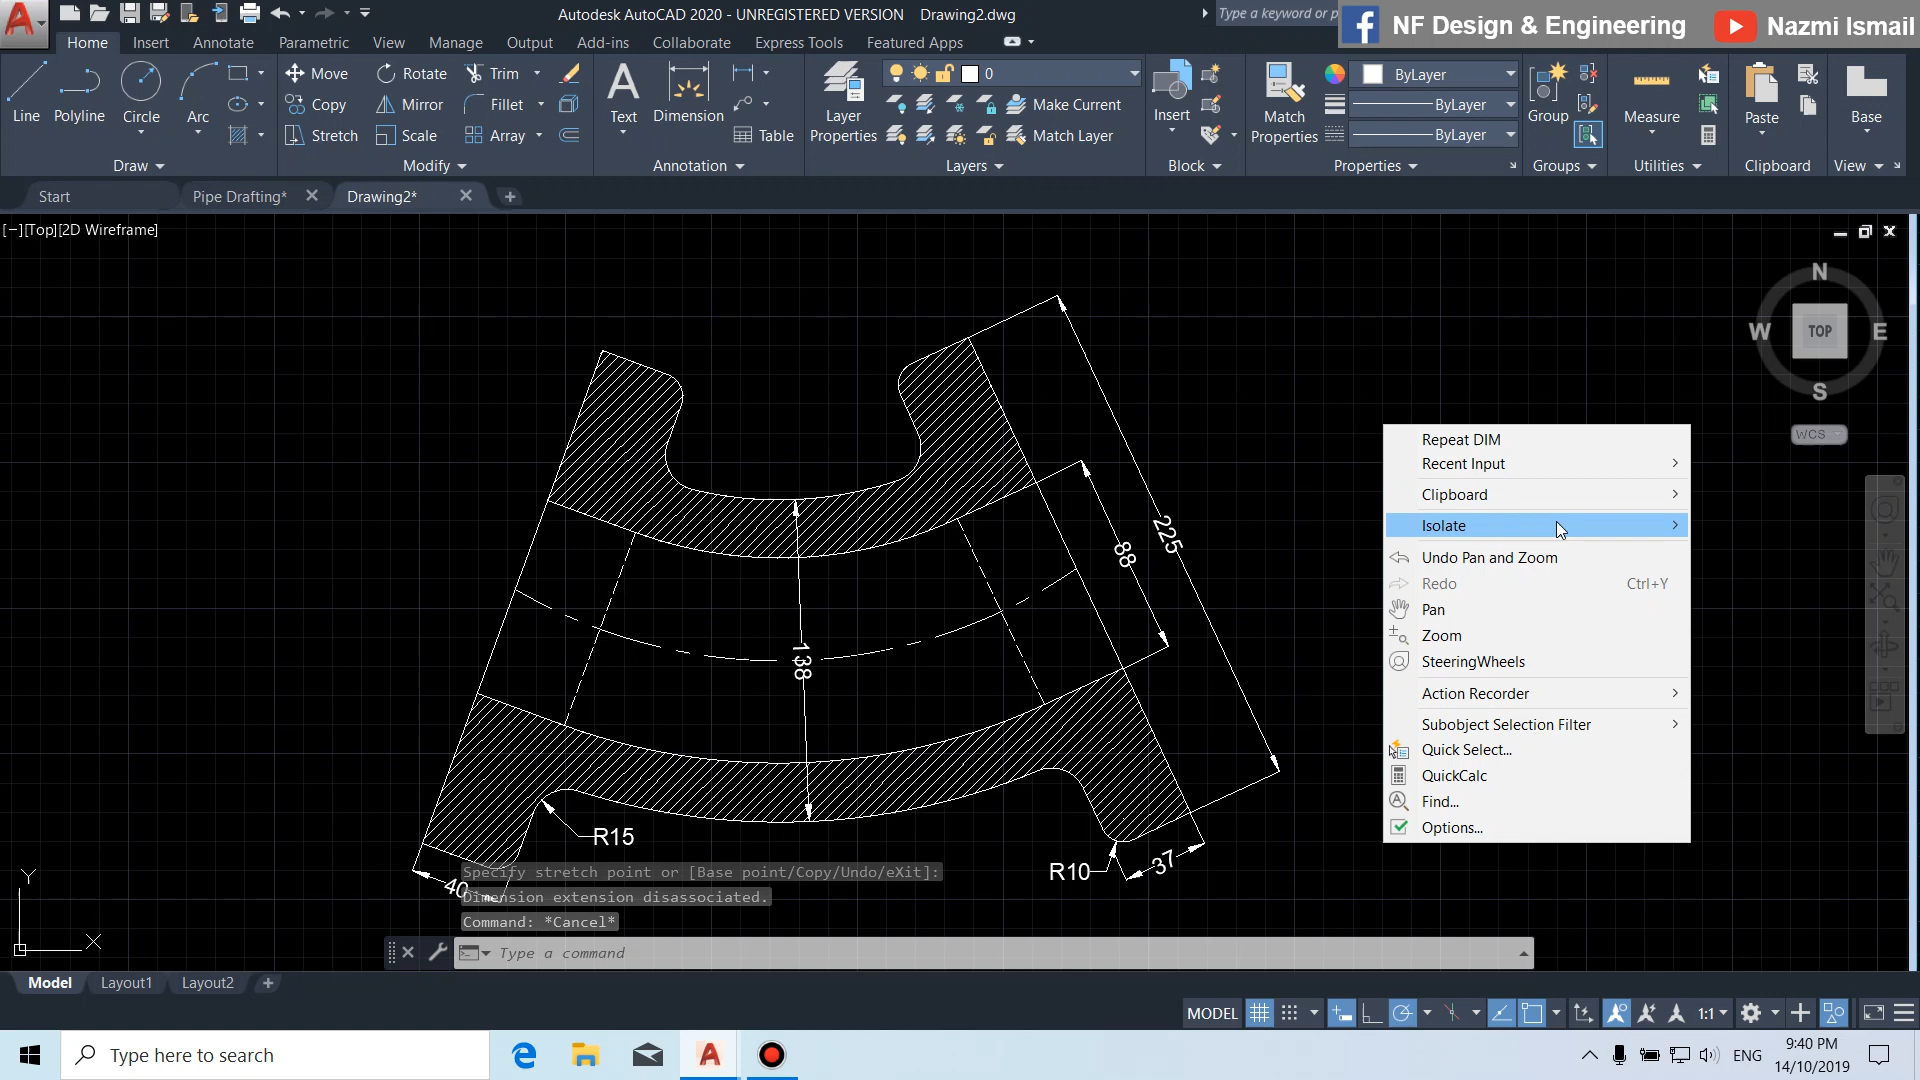 Autodesk AutoCAD 2020 - UNREGISTERED VERSION Drawing2.dwg
Type a keyword or p
NF Design & Engineering
Nazmi Ismail
Home Insert Annotate Parametric View Manage Output Add-ins Collaborate Express Tools Featured Apps
Line Polyline Circle Arc
Move Rotate Trim
Copy Mirror Fillet
Stretch Scale Array
Text Dimension Table
Layer Properties
0
Make Current
Match Layer
Insert
Match Properties
ByLayer
ByLayer
ByLayer
Group
Measure
Paste
Base
Draw Modify Annotation Layers Block Properties Groups Utilities Clipboard View
Start Pipe Drafting* Drawing2*
[−][Top][2D Wireframe]
N
W TOP E
S
WCS
225
88
138
R15
R10
37
40
Repeat DIM
Recent Input
Clipboard
Isolate
Undo Pan and Zoom
Redo Ctrl+Y
Pan
Zoom
SteeringWheels
Action Recorder
Subobject Selection Filter
Quick Select...
QuickCalc
Find...
Options...
Specify stretch point or [Base point/Copy/Undo/eXit]:
Dimension extension disassociated.
Command: *Cancel*
Type a command
Y
X
Model Layout1 Layout2
MODEL 1:1
Type here to search
ENG
9:40 PM
14/10/2019